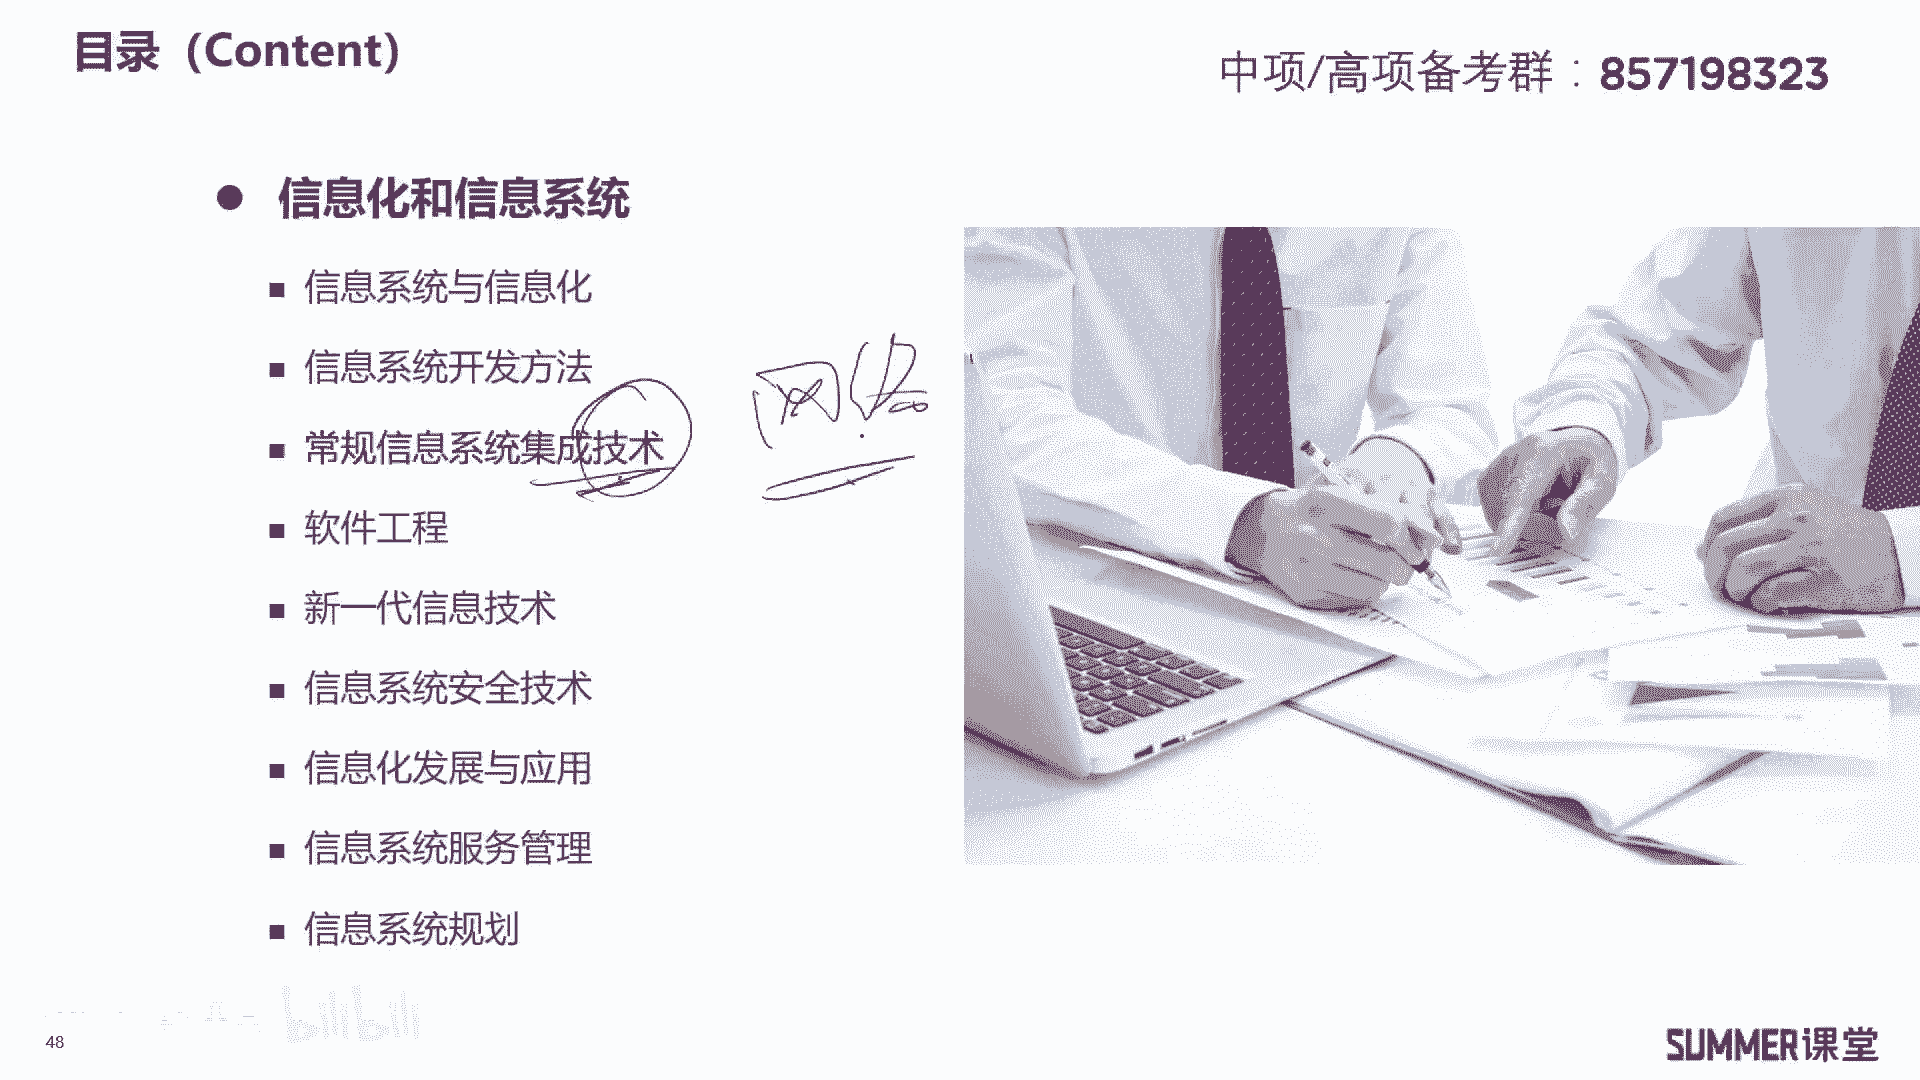 目录（Content）
中项/高项备考群：857198323
● 信息化和信息系统
■ 信息系统与信息化
■ 信息系统开发方法
■ 常规信息系统集成技术
网络
■ 软件工程
■ 新一代信息技术
■ 信息系统安全技术
■ 信息化发展与应用
■ 信息系统服务管理
■ 信息系统规划
bilibili
48
SUMMER课堂